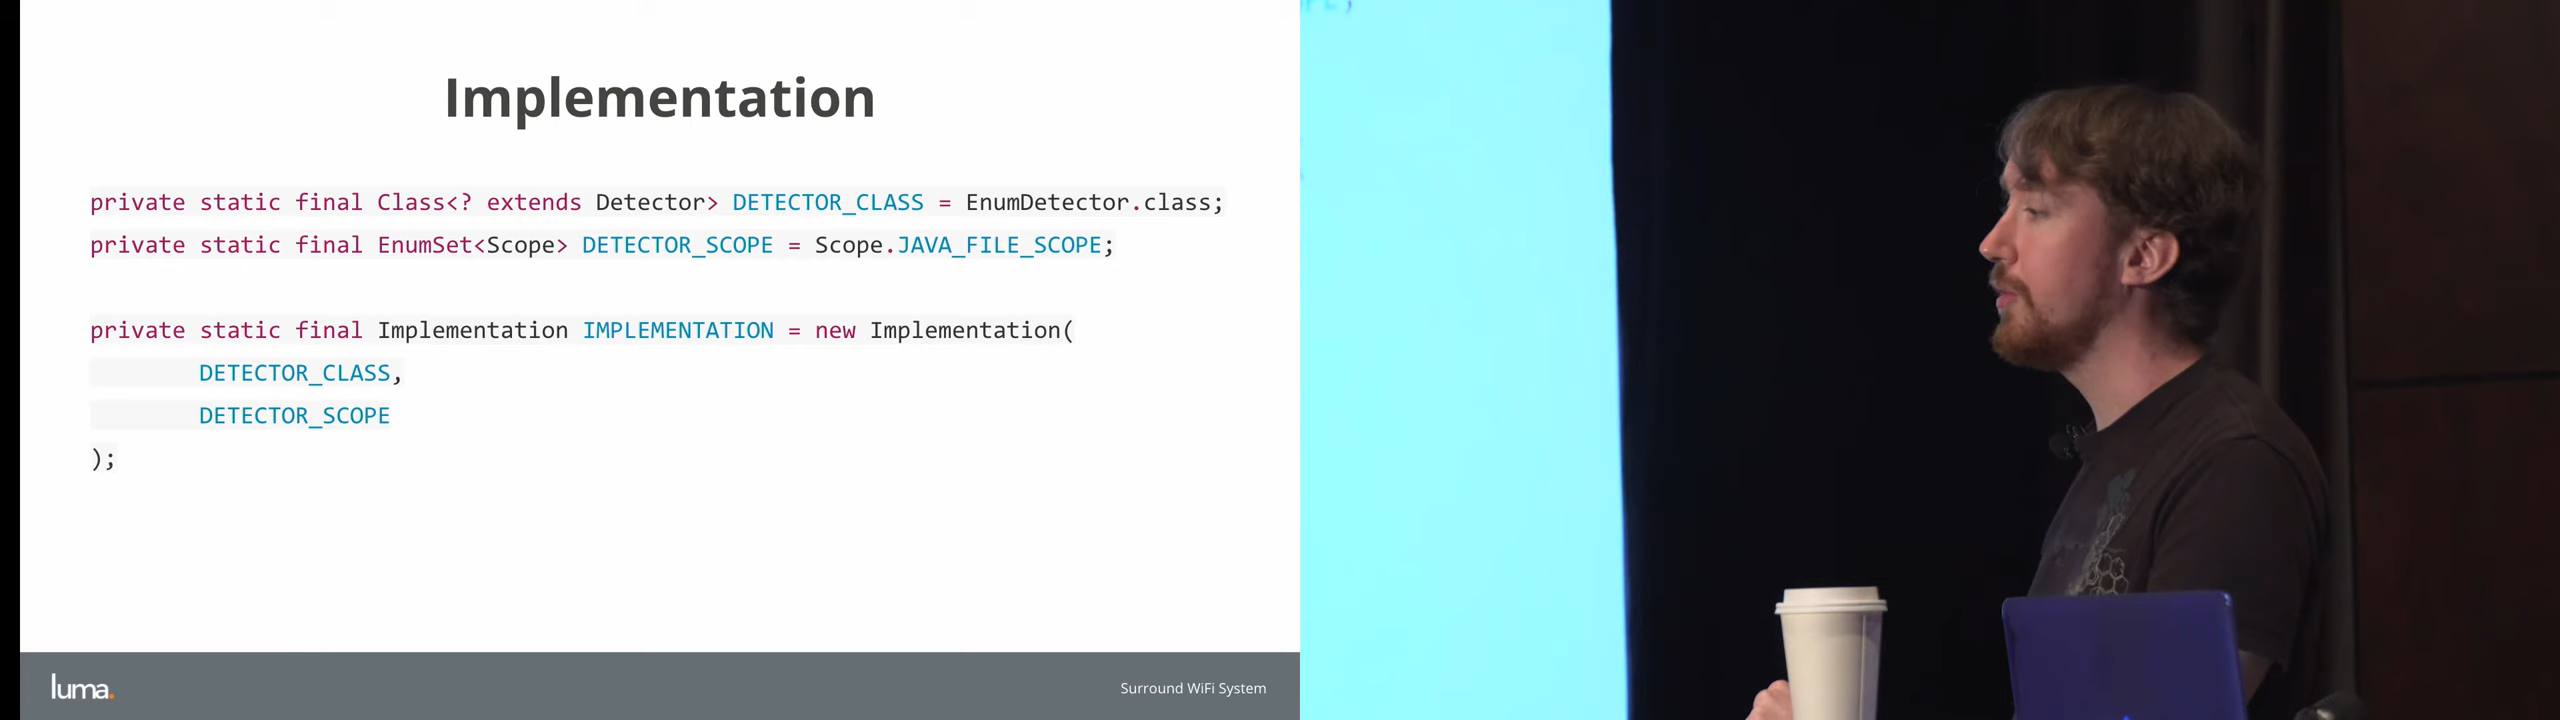 Implementation
private static final Class<? extends Detector> DETECTOR_CLASS = EnumDetector.class;
private static final EnumSet<Scope> DETECTOR_SCOPE = Scope.JAVA_FILE_SCOPE;
private static final Implementation IMPLEMENTATION = new Implementation(
DETECTOR_CLASS,
DETECTOR_SCOPE
);
luma.
Surround WiFi System